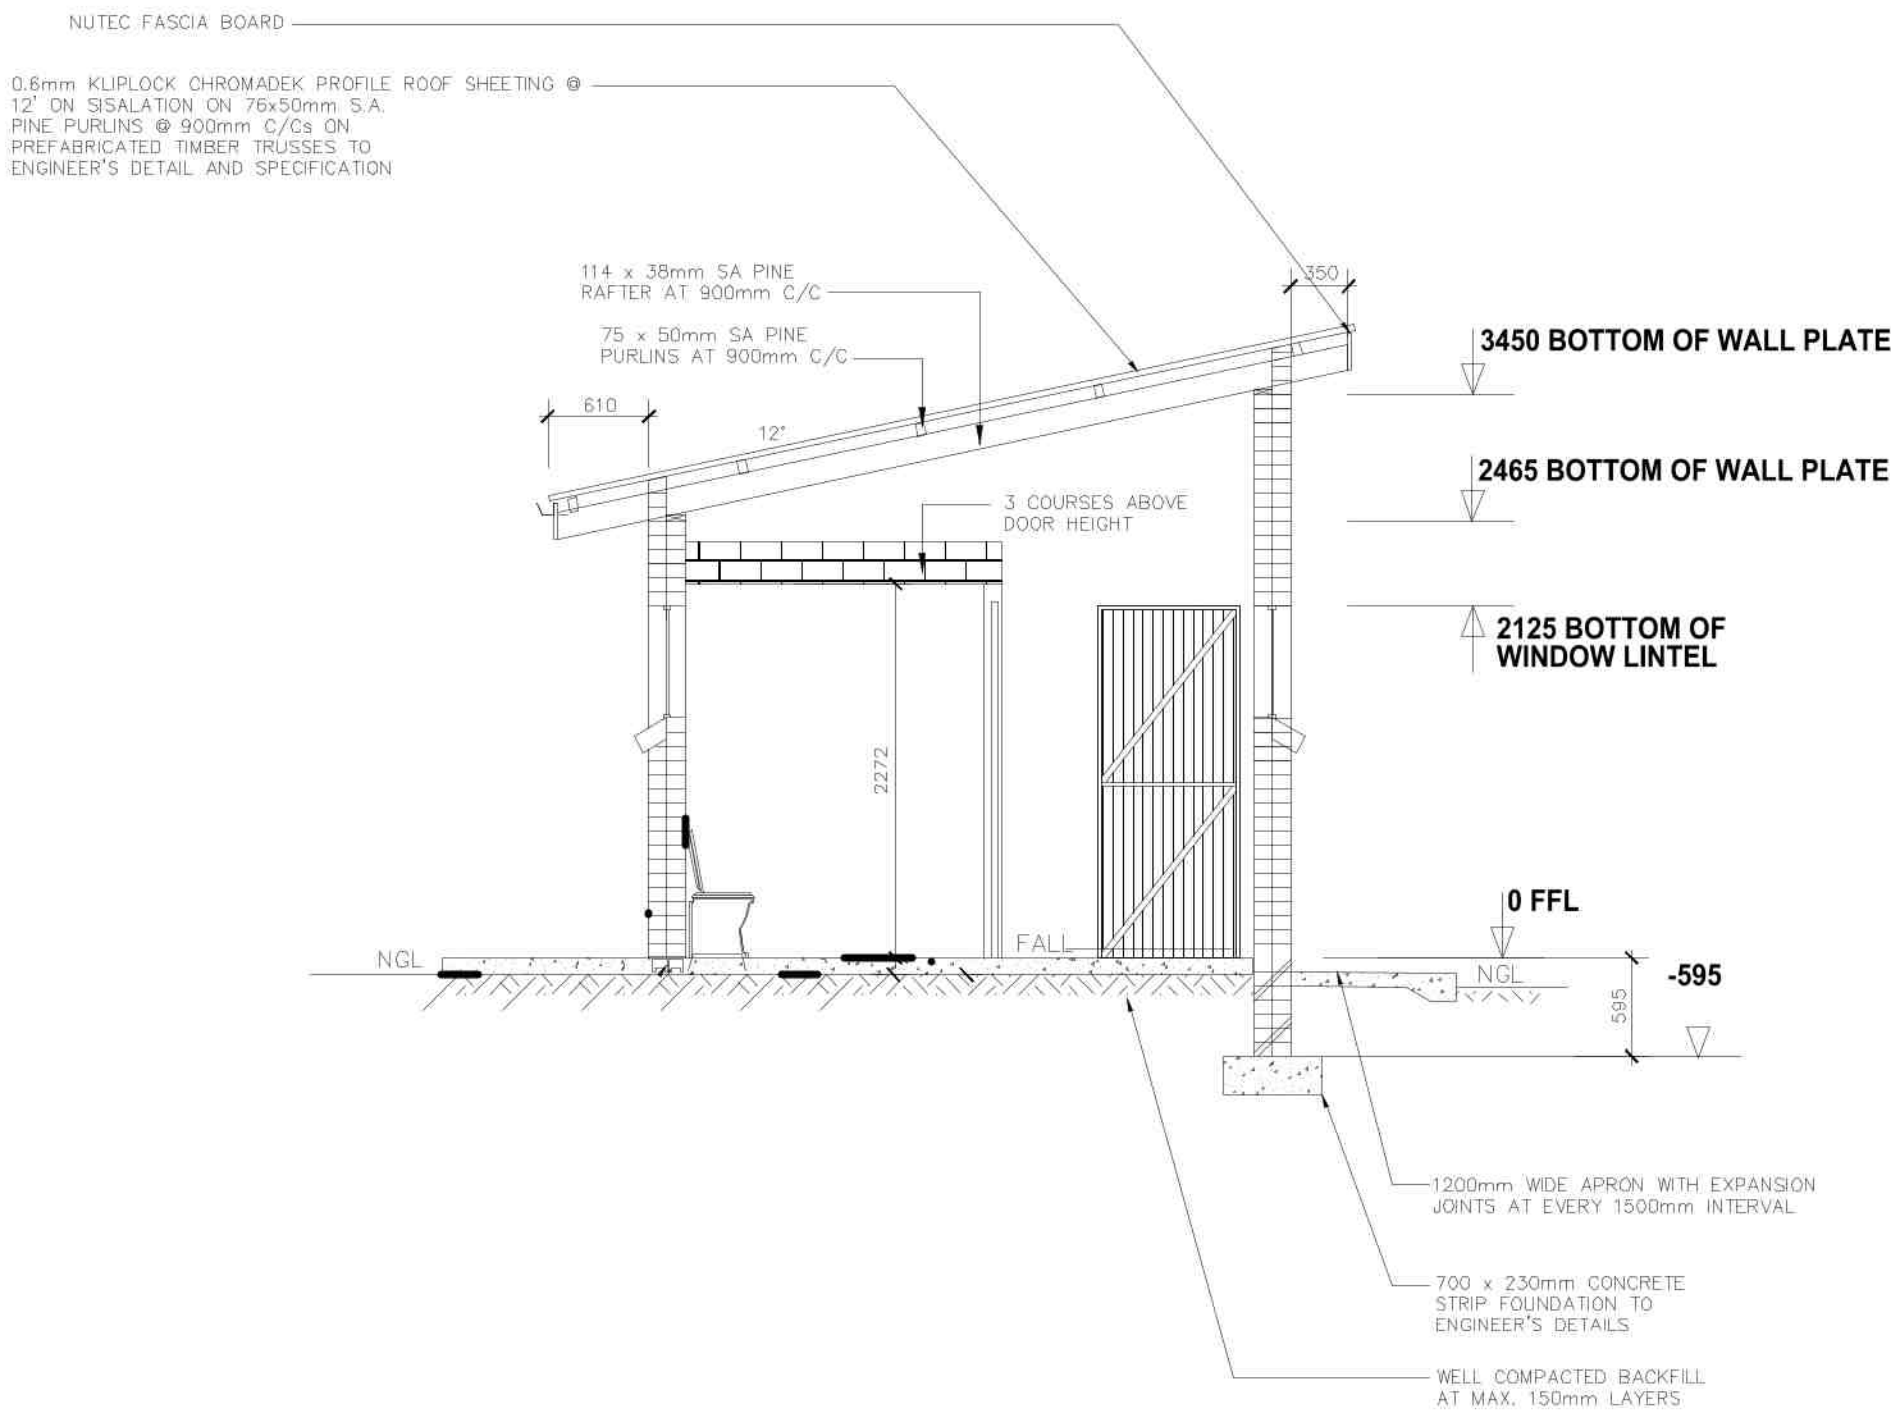 NUTEC FASCIA BOARD
0.6mm KLIPLOCK CHROMADEK PROFILE ROOF SHEETING @
12' ON SISALATION ON 76x50mm S.A.
PINE PURLINS @ 900mm C/Cs ON
PREFABRICATED TIMBER TRUSSES TO
ENGINEER'S DETAIL AND SPECIFICATION
114 x 38mm SA PINE
RAFTER AT 900mm C/C
350
75 x 50mm SA PINE
PURLINS AT 900mm C/C
3450 BOTTOM OF WALL PLATE
610
12°
2465 BOTTOM OF WALL PLATE
3 COURSES ABOVE
DOOR HEIGHT
2125 BOTTOM OF
WINDOW LINTEL
2272
0 FFL
FALL
NGL
NGL
-595
595
1200mm WIDE APRON WITH EXPANSION
JOINTS AT EVERY 1500mm INTERVAL
700 x 230mm CONCRETE
STRIP FOUNDATION TO
ENGINEER'S DETAILS
WELL COMPACTED BACKFILL
AT MAX. 150mm LAYERS